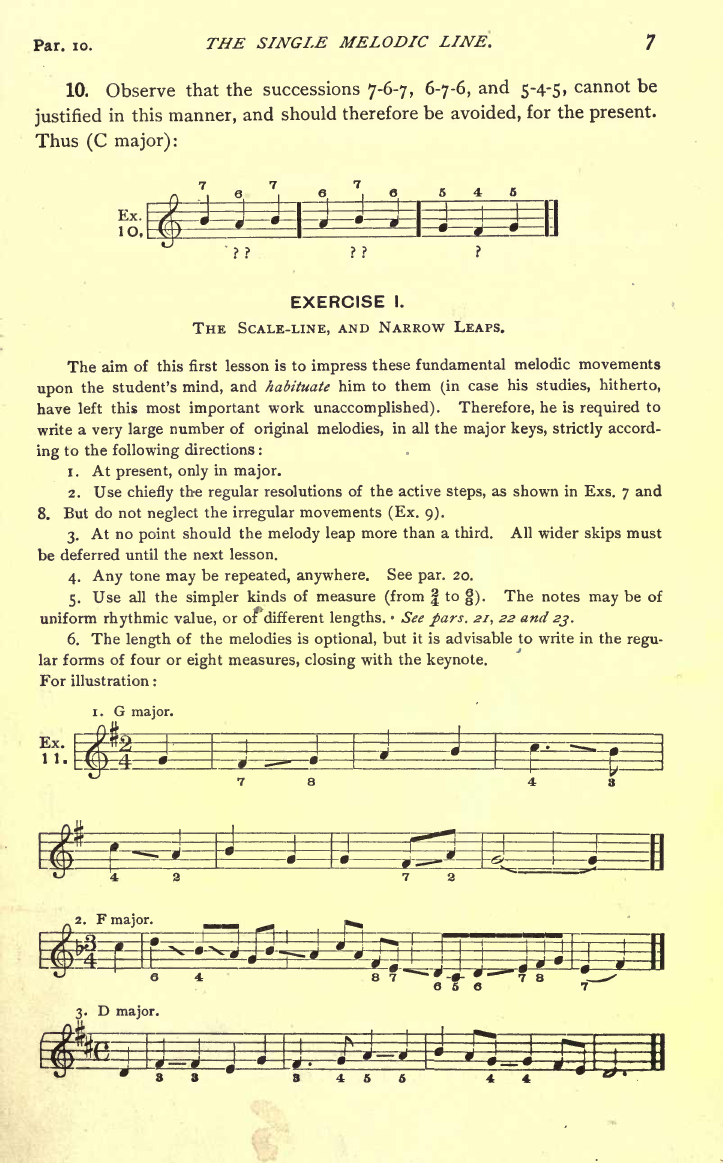 Par. 10. THE SINGLE MELODIC LINE. 7
10. Observe that the successions 7-6-7, 6-7-6, and 5-4-5, cannot be
justified in this manner, and should therefore be avoided, for the present.
Thus (C major):
7 6 7 6 7 6 5 4 5
Ex.
10.
? ? ? ? ?
EXERCISE I.
THE SCALE-LINE, AND NARROW LEAPS.
The aim of this first lesson is to impress these fundamental melodic movements
upon the student's mind, and habituate him to them (in case his studies, hitherto,
have left this most important work unaccomplished). Therefore, he is required to
write a very large number of original melodies, in all the major keys, strictly accord-
ing to the following directions:
1. At present, only in major.
2. Use chiefly the regular resolutions of the active steps, as shown in Exs. 7 and
8. But do not neglect the irregular movements (Ex. 9).
3. At no point should the melody leap more than a third. All wider skips must
be deferred until the next lesson.
4. Any tone may be repeated, anywhere. See par. 20.
5. Use all the simpler kinds of measure (from 2/4 to 6/8). The notes may be of
uniform rhythmic value, or of different lengths. See pars. 21, 22 and 23.
6. The length of the melodies is optional, but it is advisable to write in the regu-
lar forms of four or eight measures, closing with the keynote.
For illustration:
1. G major.
Ex.
11.
2
4
7 8 4 3
4 2 7 2
2. F major.
3
4
6 4 8 7 6 5 6 7 8 7
3. D major.
3 3 3 4 5 5 4 4